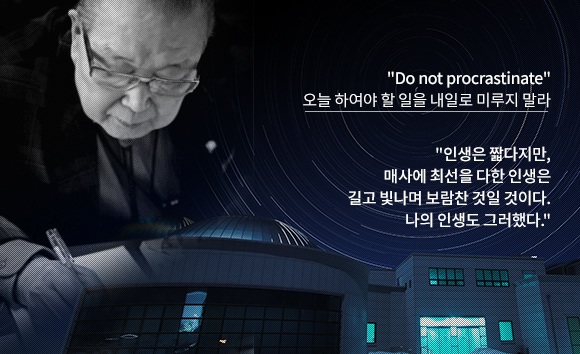 "Do not procrastinate"
오늘 하여야 할 일을 내일로 미루지 말라
"인생은 짧다지만,
매사에 최선을 다한 인생은
길고 빛나며 보람찬 것일 것이다.
나의 인생도 그러했다."